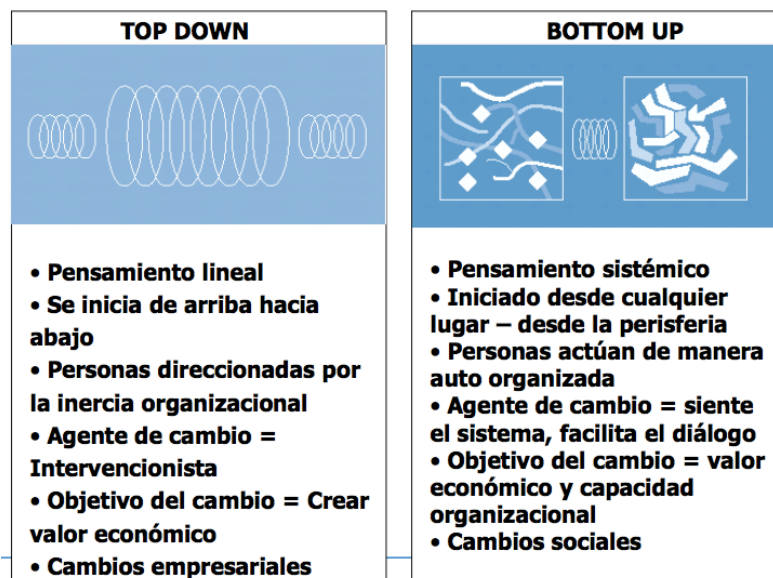 TOP DOWN
• Pensamiento lineal
• Se inicia de arriba hacia
abajo
• Personas direccionadas por
la inercia organizacional
• Agente de cambio =
Intervencionista
• Objetivo del cambio = Crear
valor económico
• Cambios empresariales
BOTTOM UP
• Pensamiento sistémico
• Iniciado desde cualquier
lugar – desde la perisferia
• Personas actúan de manera
auto organizada
• Agente de cambio = siente
el sistema, facilita el diálogo
• Objetivo del cambio = valor
económico y capacidad
organizacional
• Cambios sociales